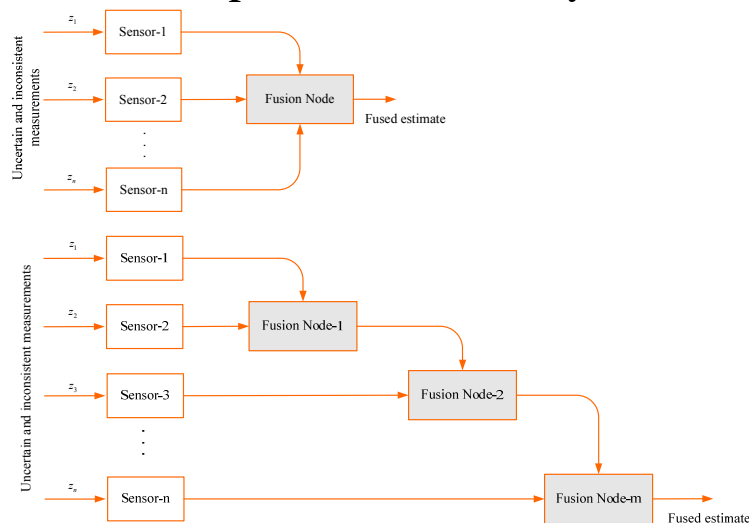 z₁
Sensor-1
Uncertain and inconsistent
measurements
z₂
Sensor-2
Fusion Node
Fused estimate
zₙ
Sensor-n
z₁
Sensor-1
Uncertain and inconsistent measurements
z₂
Sensor-2
Fusion Node-1
z₃
Sensor-3
Fusion Node-2
zₙ
Sensor-n
Fusion Node-m
Fused estimate